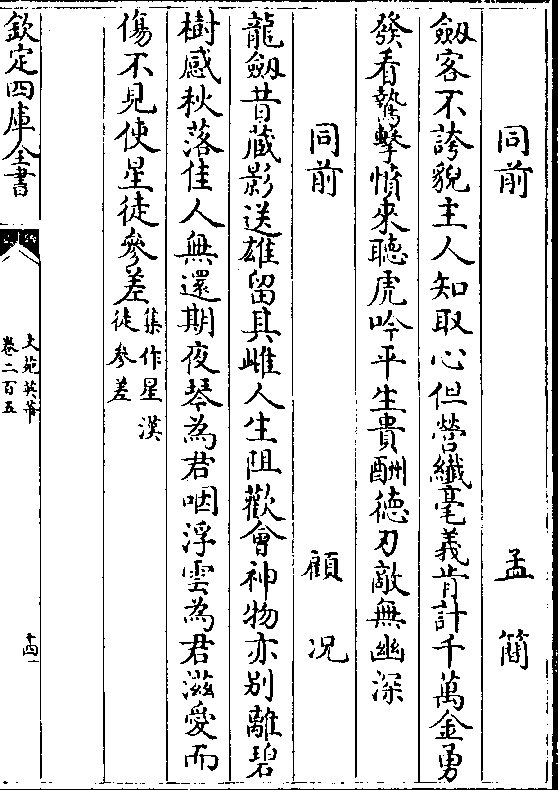 同前　孟簡
劔客不誇貌主人知取心但營纖毫義肯計千萬金勇
發看鷙擊憤來聽虎吟平生貴酬徳刃敵無幽深
同前　顧况
龍劔昔藏影送雄留其雌人生阻歡會神物亦别離碧
樹感秋落佳人無還期夜琴為君咽浮雲為君滋愛而
傷不見使星徒參差集作星漢徒參差
欽定四庫全書
文苑英華
卷二百五
十四